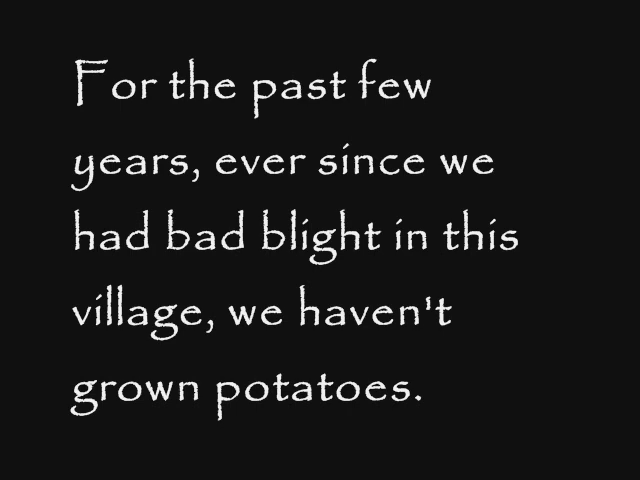 For the past few
years, ever since we
had bad blight in this
village, we haven't
grown potatoes.